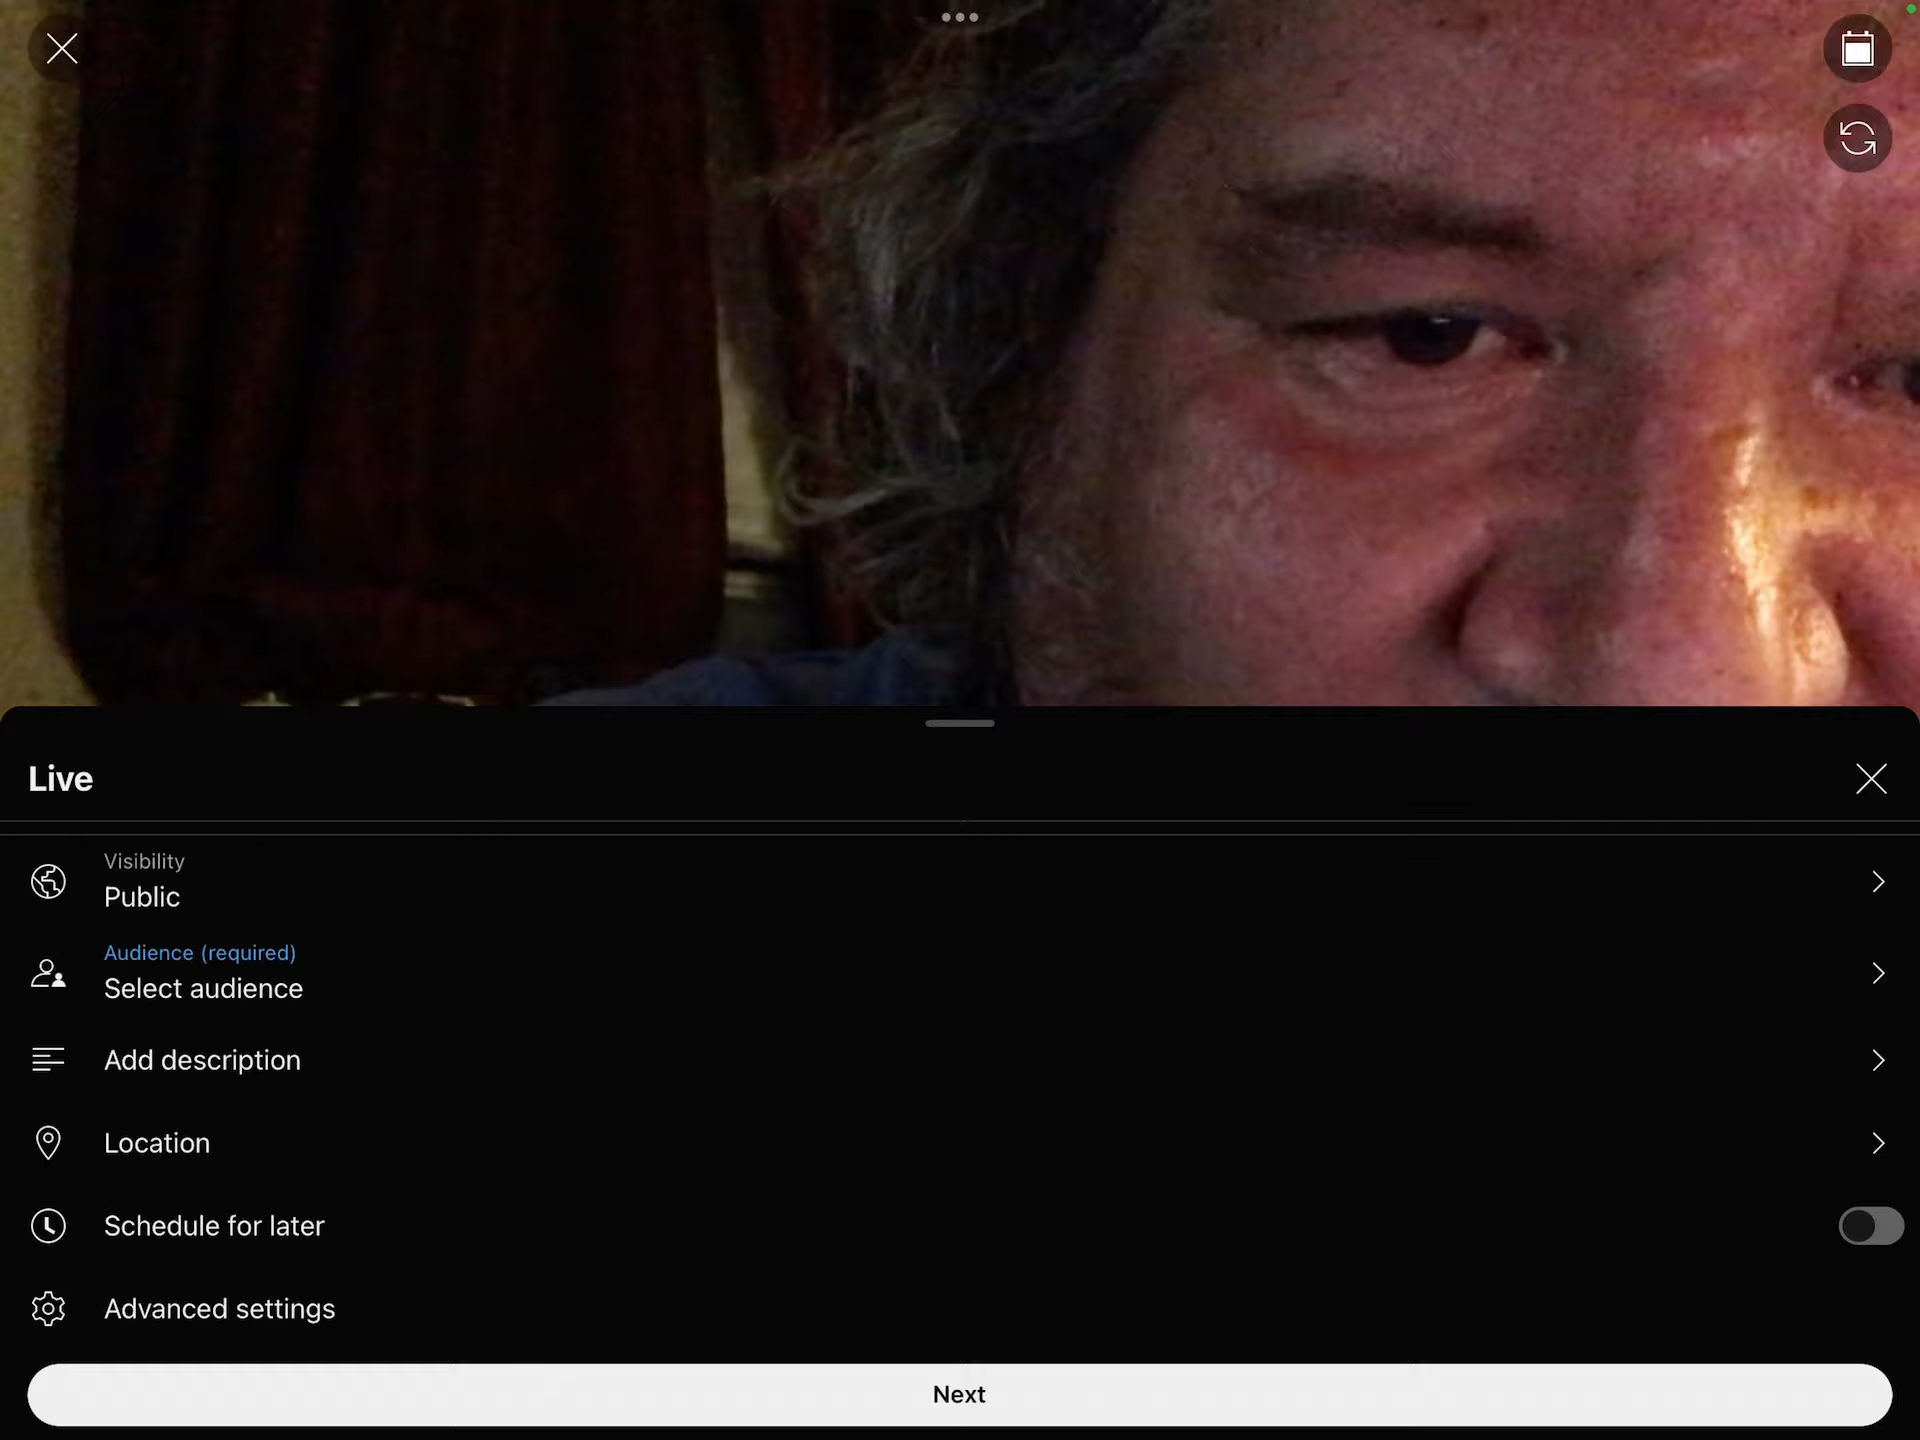 Live
Visibility
Public
Audience (required)
Select audience
Add description
Location
Schedule for later
Advanced settings
Next